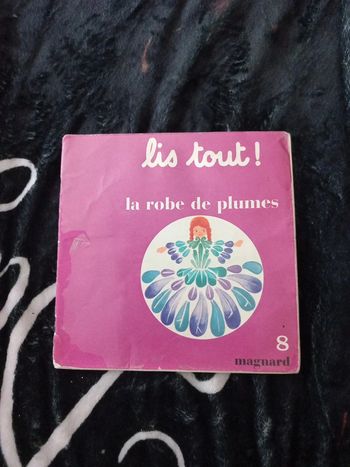 lis tout !
la robe de plumes
8
magnard